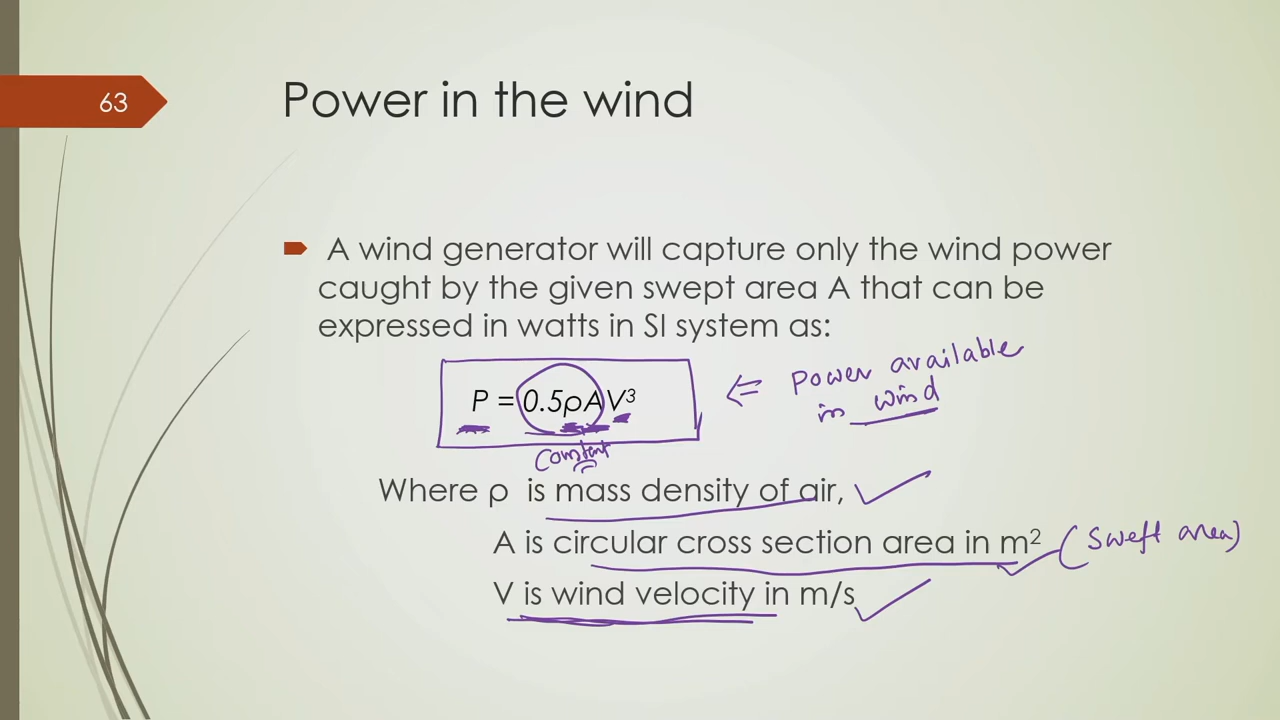 63
Power in the wind
A wind generator will capture only the wind power
caught by the given swept area A that can be
expressed in watts in SI system as:
P = 0.5ρAV³
⇐ Power available
in wind
Constant
Where ρ is mass density of air,
A is circular cross section area in m²
(Sweft area)
V is wind velocity in m/s